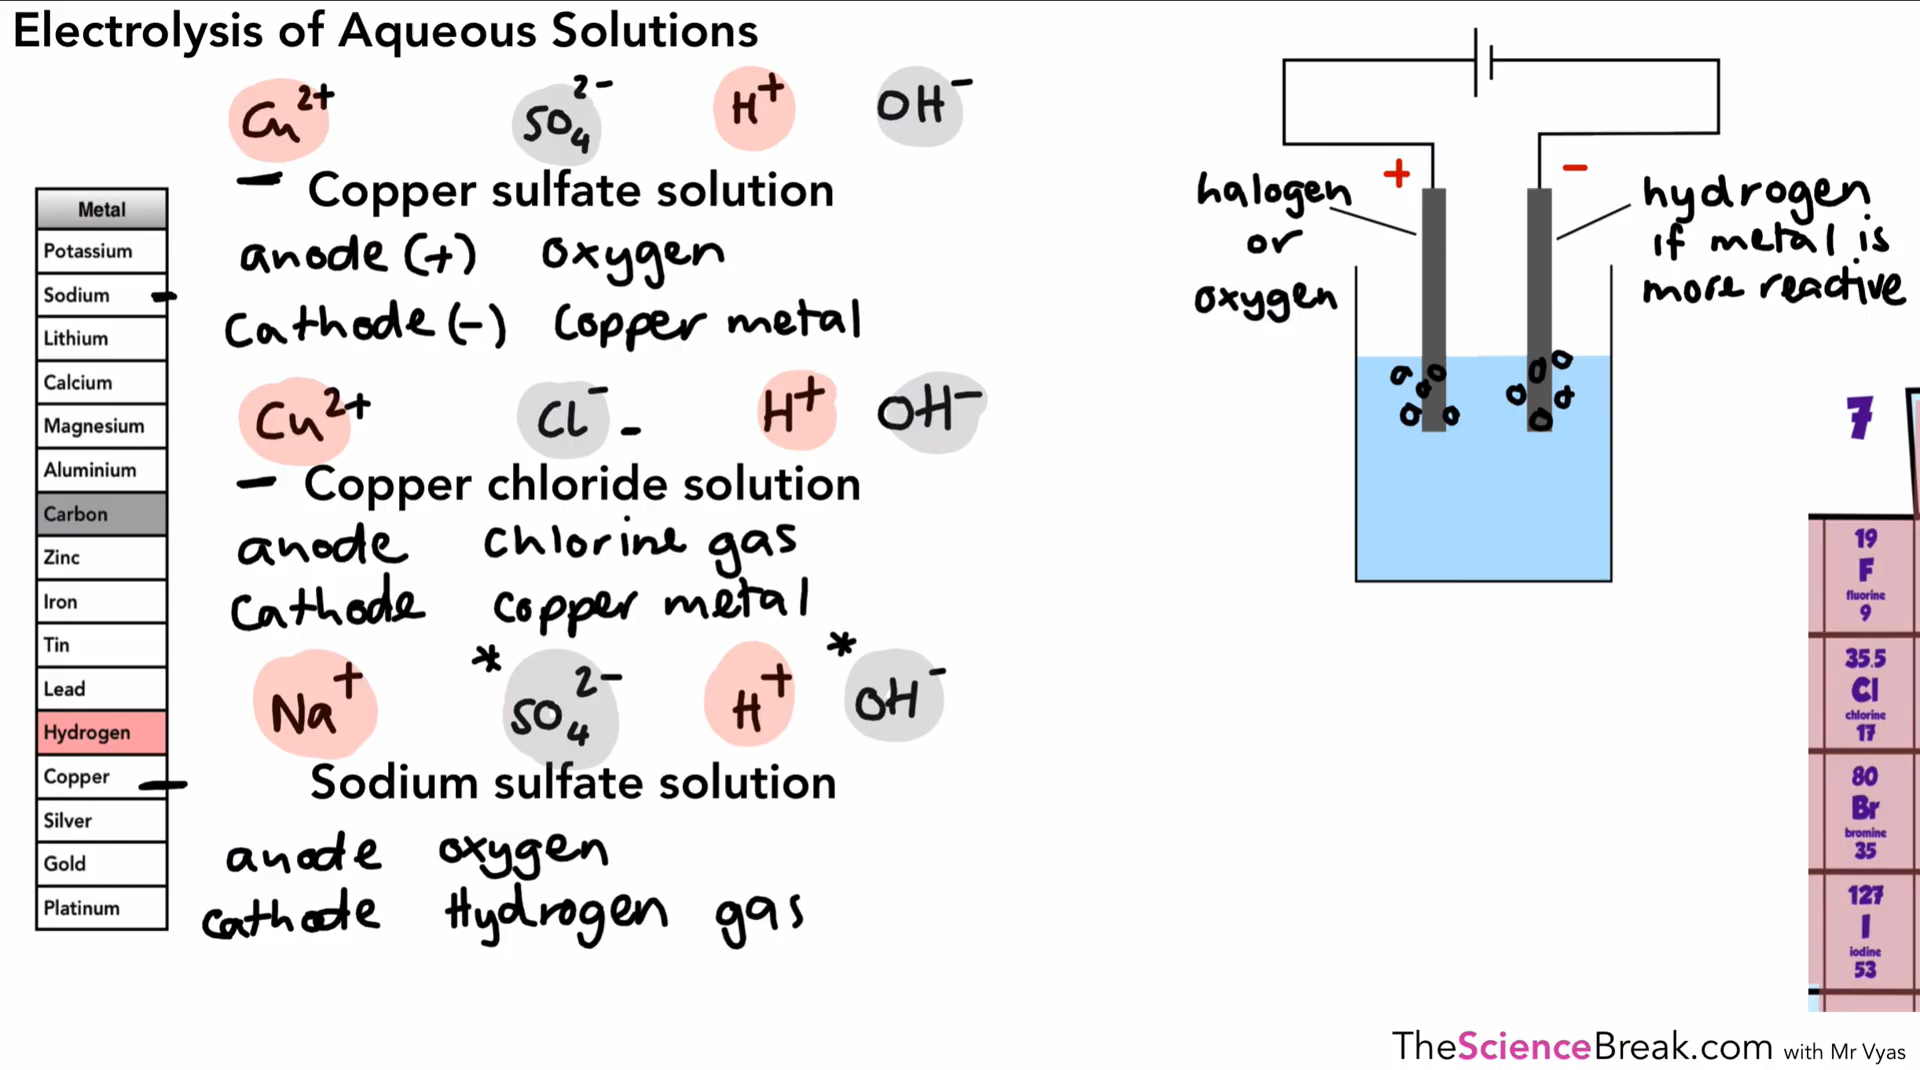 Electrolysis of Aqueous Solutions
Cu2+ SO42- H+ OH-
– Copper sulfate solution
anode (+) oxygen
cathode (-) copper metal
Cu2+ Cl- - H+ OH-
– Copper chloride solution
anode chlorine gas
cathode copper metal
Na+ * SO42- H+ * OH-
Sodium sulfate solution
anode oxygen
cathode Hydrogen gas
Metal
Potassium
Sodium
Lithium
Calcium
Magnesium
Aluminium
Carbon
Zinc
Iron
Tin
Lead
Hydrogen
Copper
Silver
Gold
Platinum
+ -
halogen
or
oxygen
hydrogen
if metal is
more reactive
7
19
F
fluorine
9
35.5
Cl
chlorine
17
80
Br
bromine
35
127
I
iodine
53
TheScienceBreak.com with Mr Vyas